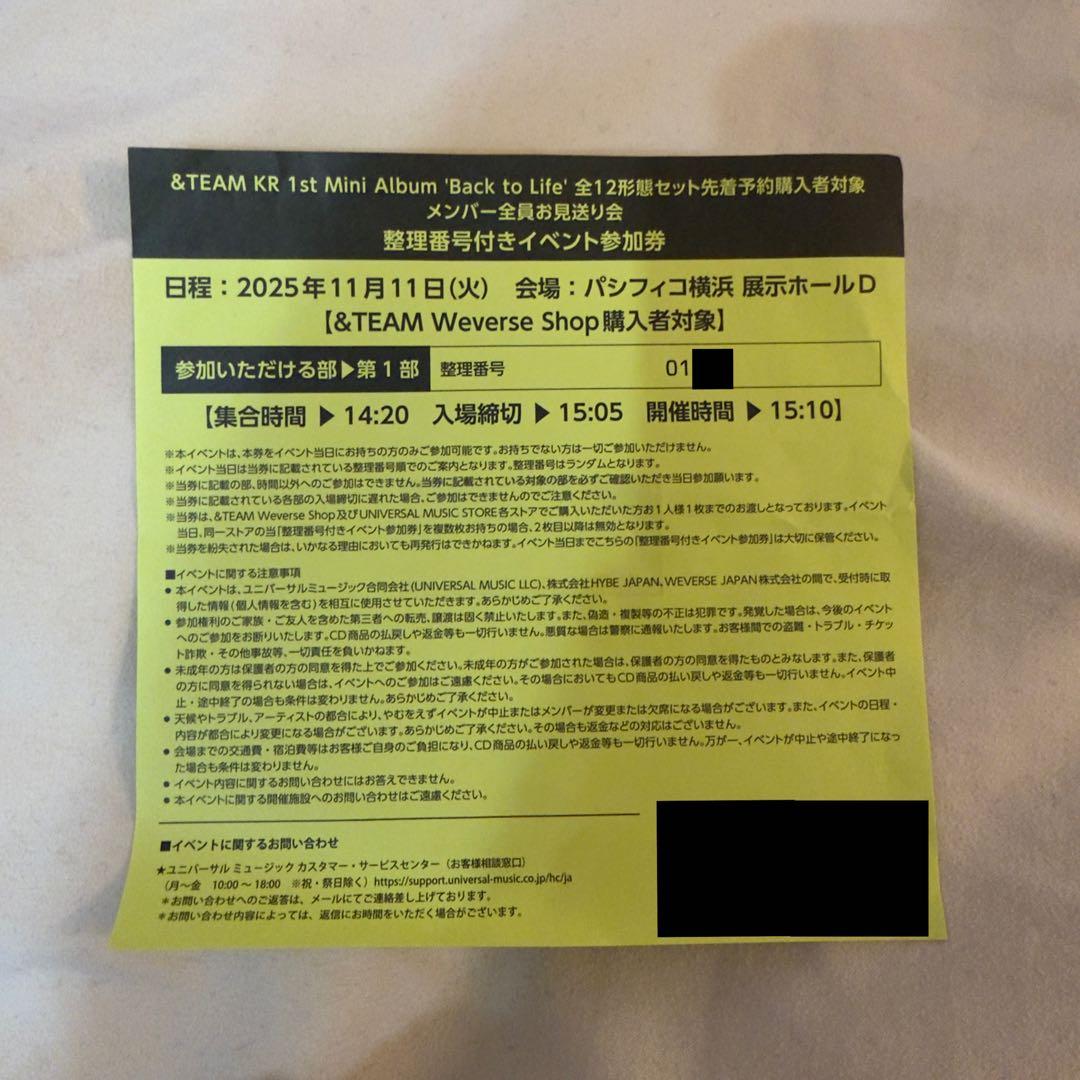 &TEAM KR 1st Mini Album 'Back to Life' 全12形態セット先着予約購入者対象
メンバー全員お見送り会
整理番号付きイベント参加券
日程：2025年11月11日(火)　会場：パシフィコ横浜 展示ホールD
【&TEAM Weverse Shop購入者対象】
参加いただける部▶第1部　整理番号　01
【集合時間 ▶ 14:20　入場締切 ▶ 15:05　開催時間 ▶ 15:10】
※本イベントは、本券をイベント当日にお持ちの方のみご参加可能です。お持ちでない方は一切ご参加いただけません。
※イベント当日は当券に記載されている整理番号順でのご案内となります。整理番号はランダムとなります。
※当券に記載の部、時間以外へのご参加はできません。当券に記載されている対象の部を必ずご確認いただき当日参加願います。
※当券に記載されている各部の入場締切に遅れた場合、ご参加はできませんのでご注意ください。
※当券は、&TEAM Weverse Shop及びUNIVERSAL MUSIC STORE各ストアでご購入いただいた方お1人様1枚までのお渡しとなっております。イベント
当日、同一ストアの当「整理番号付きイベント参加券」を複数枚お持ちの場合、2枚目以降は無効となります。
※当券を紛失された場合は、いかなる理由においても再発行はできかねます。イベント当日までこちらの「整理番号付きイベント参加券」は大切に保管ください。
■イベントに関する注意事項
● 本イベントは、ユニバーサルミュージック合同会社(UNIVERSAL MUSIC LLC)、株式会社HYBE JAPAN、WEVERSE JAPAN株式会社の間で、受付時に取
得した情報(個人情報を含む)を相互に使用させていただきます。あらかじめご了承ください。
● 参加権利のご家族・ご友人を含めた第三者への転売、譲渡は固く禁止いたします。また、偽造・複製等の不正は犯罪です。発覚した場合は、今後のイベント
へのご参加をお断りいたします。CD商品の払戻しや返金等も一切行いません。悪質な場合は警察に通報いたします。お客様間での盗難・トラブル・チケッ
ト詐欺・その他事故等、一切責任を負いかねます。
● 未成年の方は保護者の方の同意を得た上でご参加ください。未成年の方がご参加された場合は、保護者の方の同意を得たものとみなします。また、保護者
の方に同意を得られない場合は、イベントへのご参加はご遠慮ください。その場合においてもCD商品の払い戻しや返金等も一切行いません。イベント中
止・途中終了の場合も条件は変わりません。あらかじめご了承ください。
● 天候やトラブル、アーティストの都合により、やむをえずイベントが中止またはメンバーが変更または欠席になる場合がございます。また、イベントの日程・
内容が都合により変更になる場合がございます。あらかじめご了承ください。その場合も返金などの対応はございません。
● 会場までの交通費・宿泊費等はお客様ご自身のご負担になり、CD商品の払い戻しや返金等も一切行いません。万が一、イベントが中止や途中終了になっ
た場合も条件は変わりません。
● イベント内容に関するお問い合わせにはお答えできません。
● 本イベントに関する開催施設へのお問い合わせはご遠慮ください。
■イベントに関するお問い合わせ
★ユニバーサル ミュージック カスタマー・サービスセンター（お客様相談窓口）
（月〜金　10:00〜18:00　※祝・祭日除く）https://support.universal-music.co.jp/hc/ja
＊お問い合わせへのご返答は、メールにてご連絡差し上げております。
＊お問い合わせ内容によっては、返信にお時間をいただく場合がございます。